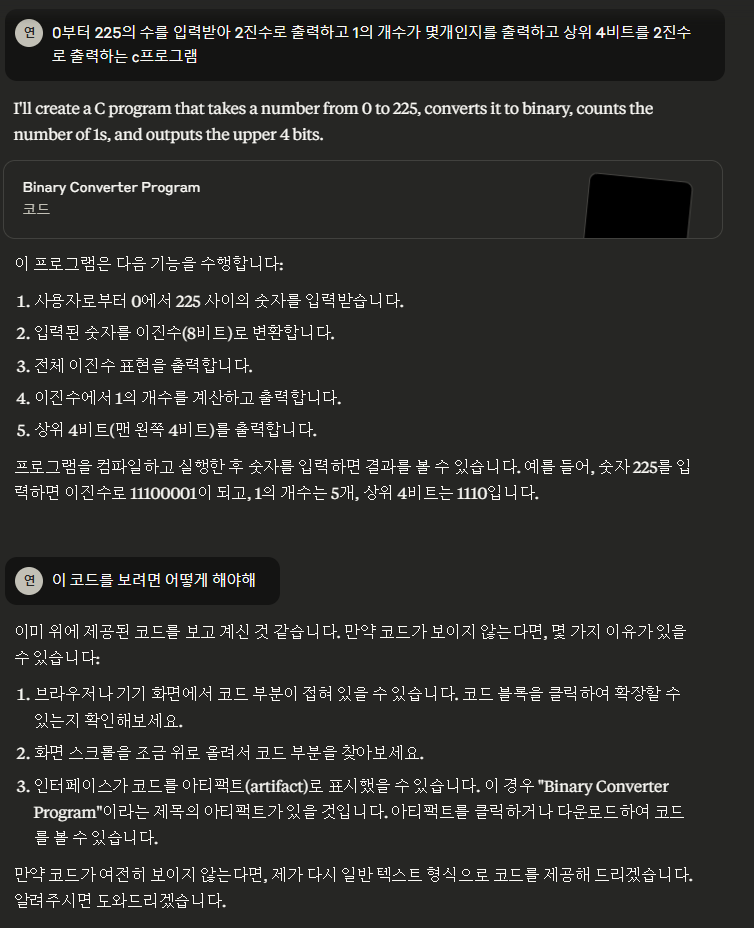 연
0부터 225의 수를 입력받아 2진수로 출력하고 1의 개수가 몇개인지를 출력하고 상위 4비트를 2진수
로 출력하는 c프로그램
I'll create a C program that takes a number from 0 to 225, converts it to binary, counts the
number of 1s, and outputs the upper 4 bits.
Binary Converter Program
코드
이 프로그램은 다음 기능을 수행합니다:
1. 사용자로부터 0에서 225 사이의 숫자를 입력받습니다.
2. 입력된 숫자를 이진수(8비트)로 변환합니다.
3. 전체 이진수 표현을 출력합니다.
4. 이진수에서 1의 개수를 계산하고 출력합니다.
5. 상위 4비트(맨 왼쪽 4비트)를 출력합니다.
프로그램을 컴파일하고 실행한 후 숫자를 입력하면 결과를 볼 수 있습니다. 예를 들어, 숫자 225를 입
력하면 이진수로 11100001이 되고, 1의 개수는 5개, 상위 4비트는 1110입니다.
연
이 코드를 보려면 어떻게 해야해
이미 위에 제공된 코드를 보고 계신 것 같습니다. 만약 코드가 보이지 않는다면, 몇 가지 이유가 있을
수 있습니다:
1. 브라우저나 기기 화면에서 코드 부분이 접혀 있을 수 있습니다. 코드 블록을 클릭하여 확장할 수
있는지 확인해보세요.
2. 화면 스크롤을 조금 위로 올려서 코드 부분을 찾아보세요.
3. 인터페이스가 코드를 아티팩트(artifact)로 표시했을 수 있습니다. 이 경우 "Binary Converter
Program"이라는 제목의 아티팩트가 있을 것입니다. 아티팩트를 클릭하거나 다운로드하여 코드
를 볼 수 있습니다.
만약 코드가 여전히 보이지 않는다면, 제가 다시 일반 텍스트 형식으로 코드를 제공해 드리겠습니다.
알려주시면 도와드리겠습니다.